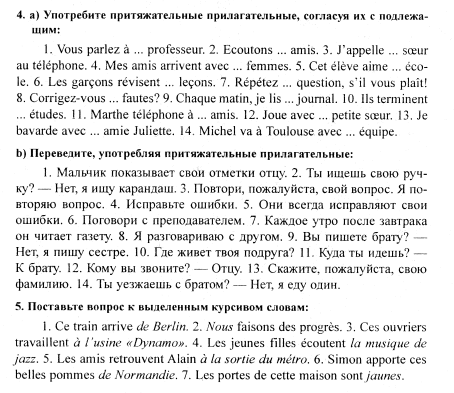 4. а) Употребите притяжательные прилагательные, согласуя их с подлежа-
щим:
1. Vous parlez à ... professeur. 2. Ecoutons ... amis. 3. J'appelle ... sœur
au téléphone. 4. Mes amis arrivent avec ... femmes. 5. Cet élève aime ... éco-
le. 6. Les garçons révisent ... leçons. 7. Répétez ... question, s'il vous plaît!
8. Corrigez-vous ... fautes? 9. Chaque matin, je lis ... journal. 10. Ils terminent
... études. 11. Marthe téléphone à ... amis. 12. Joue avec ... petite sœur. 13. Je
bavarde avec ... amie Juliette. 14. Michel va à Toulouse avec ... équipe.
b) Переведите, употребляя притяжательные прилагательные:
1. Мальчик показывает свои отметки отцу. 2. Ты ищешь свою руч-
ку? — Нет, я ищу карандаш. 3. Повтори, пожалуйста, свой вопрос. Я по-
вторяю вопрос. 4. Исправьте ошибки. 5. Они всегда исправляют свои
ошибки. 6. Поговори с преподавателем. 7. Каждое утро после завтрака
он читает газету. 8. Я разговариваю с другом. 9. Вы пишете брату? —
Нет, я пишу сестре. 10. Где живет твоя подруга? 11. Куда ты идешь? —
К брату. 12. Кому вы звоните? — Отцу. 13. Скажите, пожалуйста, свою
фамилию. 14. Ты уезжаешь с братом? — Нет, я еду один.
5. Поставьте вопрос к выделенным курсивом словам:
1. Ce train arrive de Berlin. 2. Nous faisons des progrès. 3. Ces ouvriers
travaillent à l'usine «Dynamo». 4. Les jeunes filles écoutent la musique de
jazz. 5. Les amis retrouvent Alain à la sortie du métro. 6. Simon apporte ces
belles pommes de Normandie. 7. Les portes de cette maison sont jaunes.